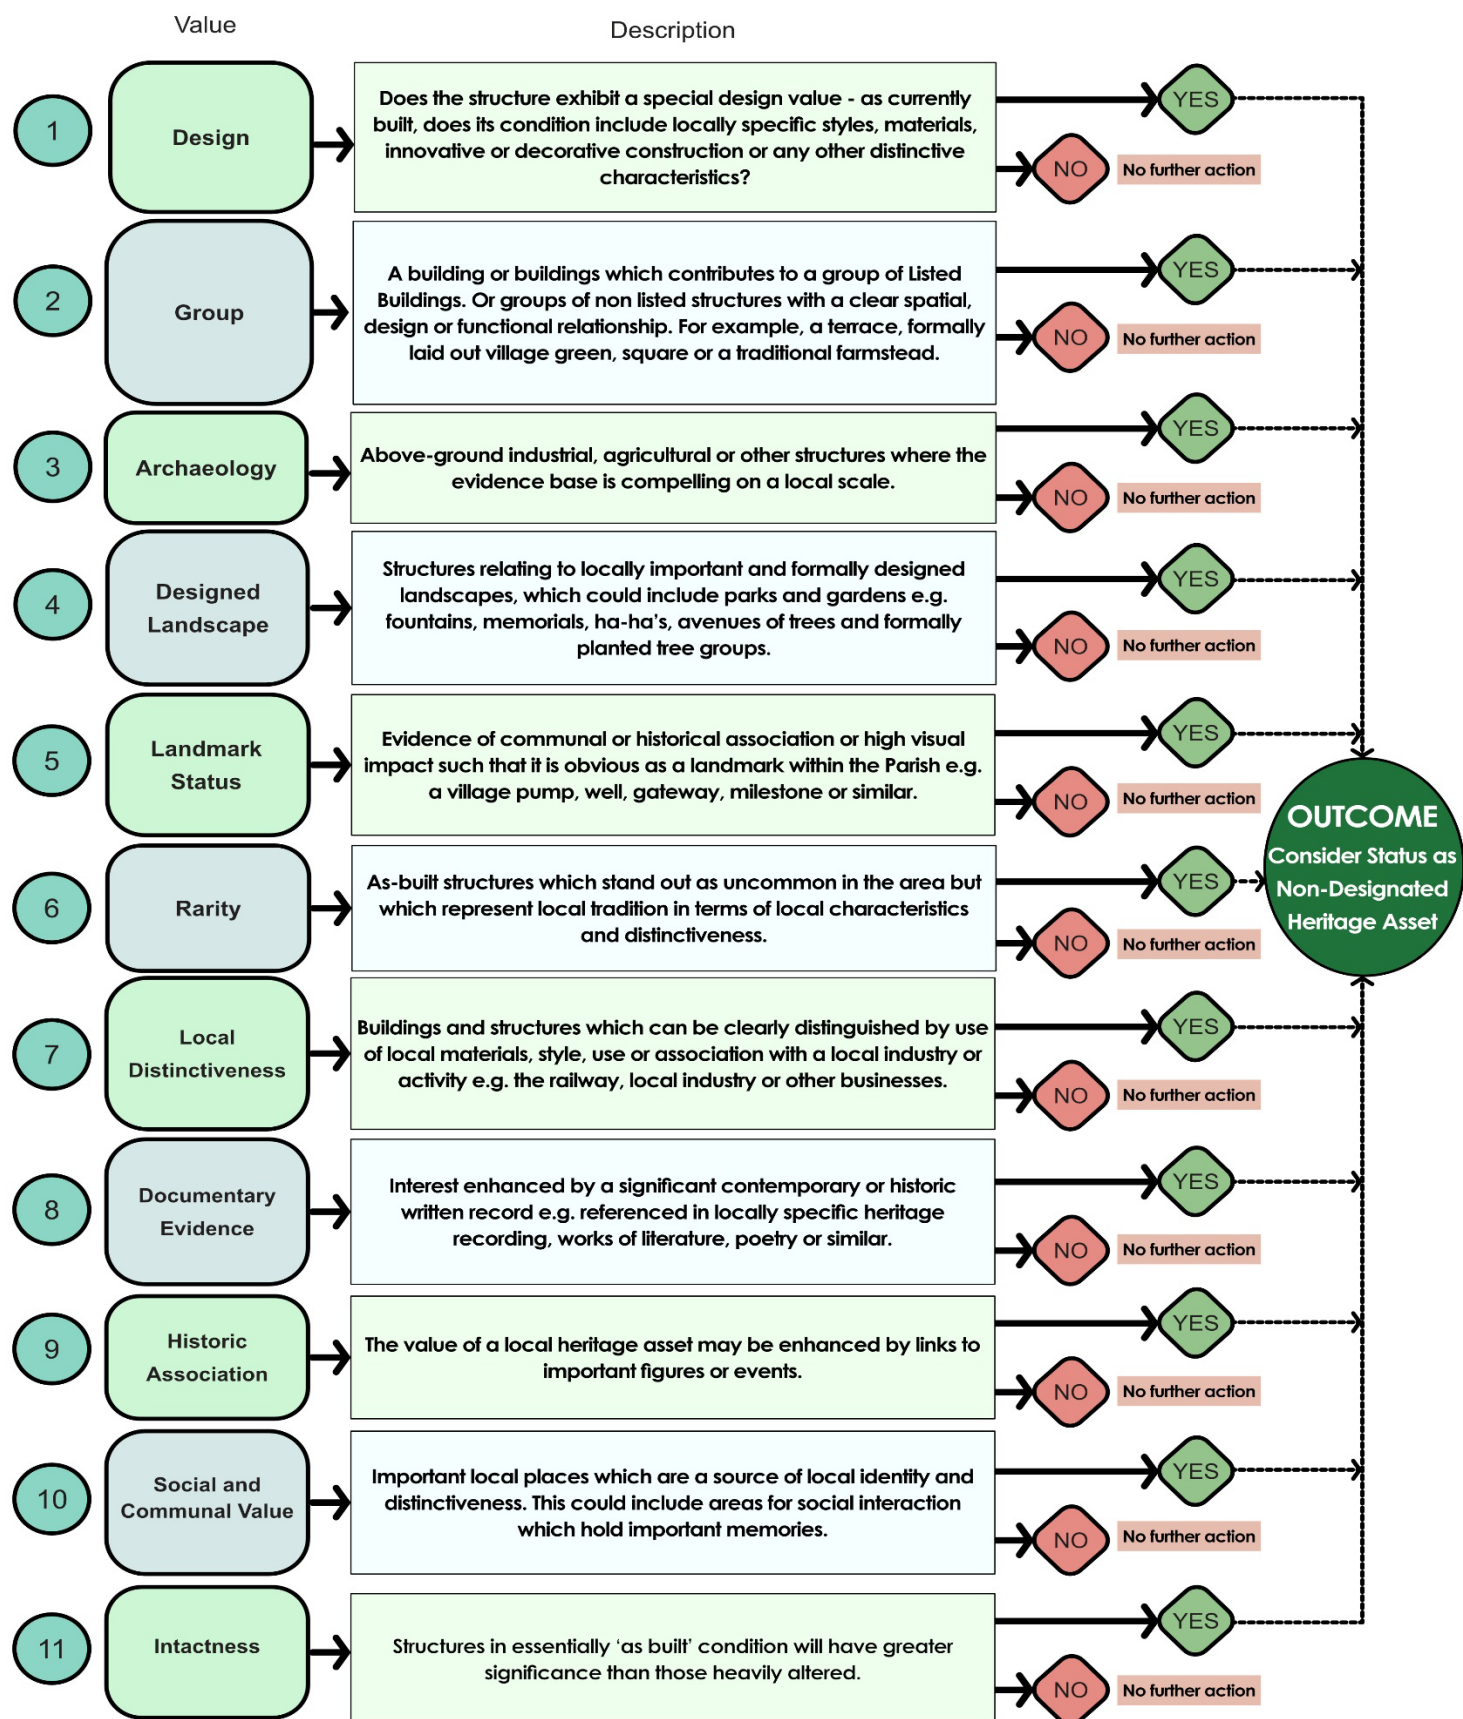 Value
Description
1
Design
Does the structure exhibit a special design value - as currently
built, does its condition include locally specific styles, materials,
innovative or decorative construction or any other distinctive
characteristics?
YES
NO
No further action
2
Group
A building or buildings which contributes to a group of Listed
Buildings. Or groups of non listed structures with a clear spatial,
design or functional relationship. For example, a terrace, formally
laid out village green, square or a traditional farmstead.
YES
NO
No further action
3
Archaeology
Above-ground industrial, agricultural or other structures where the
evidence base is compelling on a local scale.
YES
NO
No further action
4
Designed
Landscape
Structures relating to locally important and formally designed
landscapes, which could include parks and gardens e.g.
fountains, memorials, ha-ha's, avenues of trees and formally
planted tree groups.
YES
NO
No further action
5
Landmark
Status
Evidence of communal or historical association or high visual
impact such that it is obvious as a landmark within the Parish e.g.
a village pump, well, gateway, milestone or similar.
YES
NO
No further action
OUTCOME
Consider Status as
Non-Designated
Heritage Asset
6
Rarity
As-built structures which stand out as uncommon in the area but
which represent local tradition in terms of local characteristics
and distinctiveness.
YES
NO
No further action
7
Local
Distinctiveness
Buildings and structures which can be clearly distinguished by use
of local materials, style, use or association with a local industry or
activity e.g. the railway, local industry or other businesses.
YES
NO
No further action
8
Documentary
Evidence
Interest enhanced by a significant contemporary or historic
written record e.g. referenced in locally specific heritage
recording, works of literature, poetry or similar.
YES
NO
No further action
9
Historic
Association
The value of a local heritage asset may be enhanced by links to
important figures or events.
YES
NO
No further action
10
Social and
Communal Value
Important local places which are a source of local identity and
distinctiveness. This could include areas for social interaction
which hold important memories.
YES
NO
No further action
11
Intactness
Structures in essentially ‘as built’ condition will have greater
significance than those heavily altered.
YES
NO
No further action